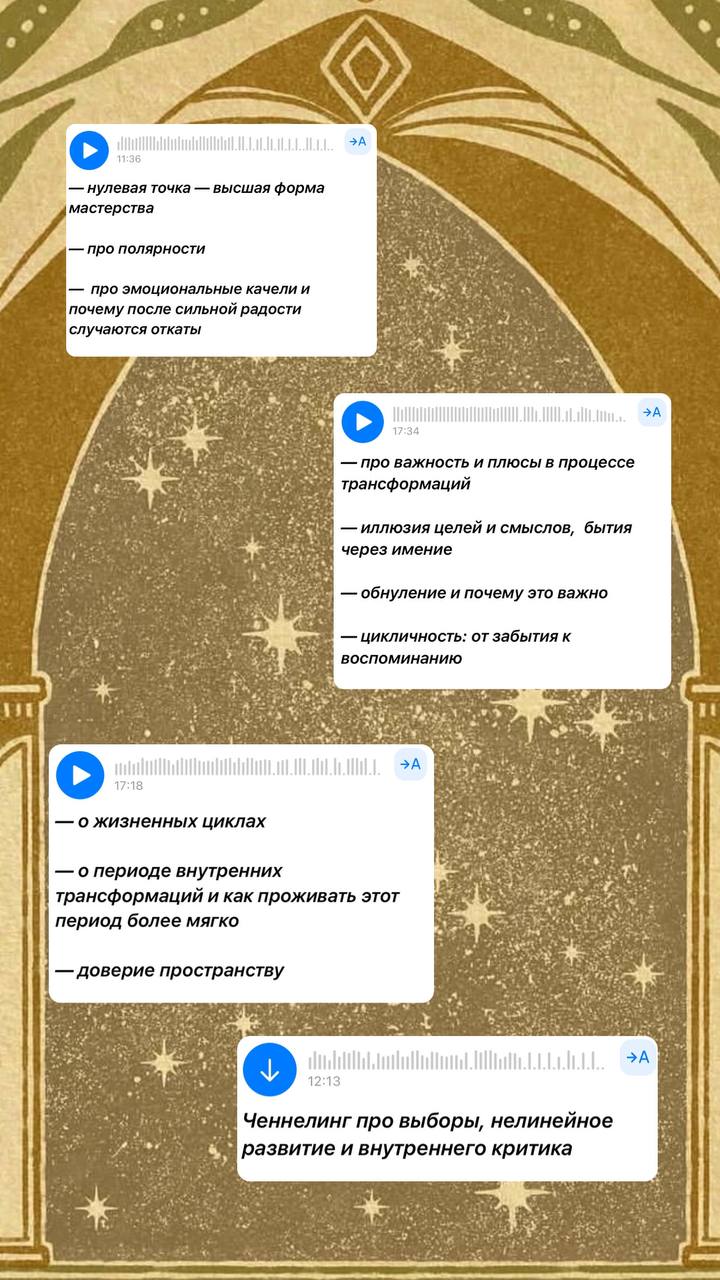 →A
11:36
— нулевая точка — высшая форма
мастерства
— про полярности
— про эмоциональные качели и
почему после сильной радости
случаются откаты
→A
17:34
— про важность и плюсы в процессе
трансформаций
— иллюзия целей и смыслов, бытия
через имение
— обнуление и почему это важно
— цикличность: от забытия к
воспоминанию
→A
17:18
— о жизненных циклах
— о периоде внутренних
трансформаций и как проживать этот
период более мягко
— доверие пространству
→A
12:13
Ченнелинг про выборы, нелинейное
развитие и внутреннего критика